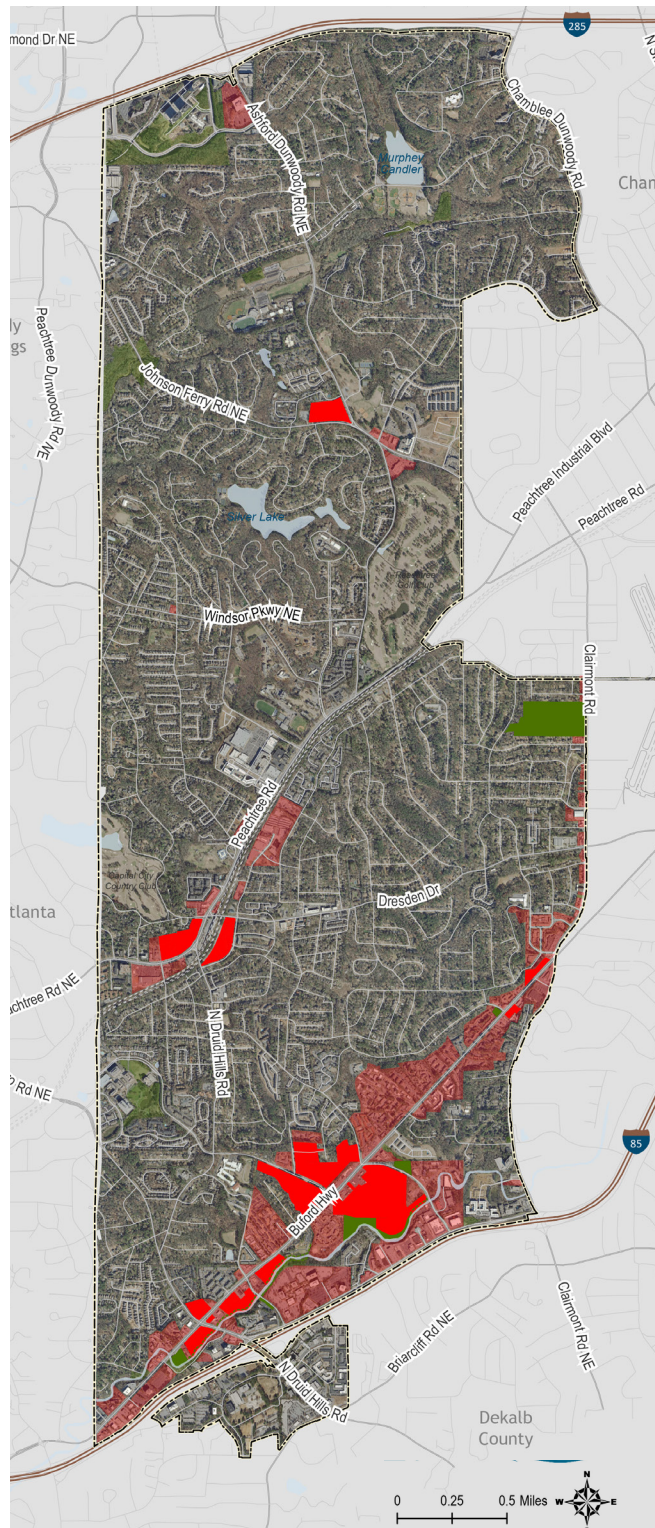 285
mond Dr NE
N S
Ashford Dunwoody Rd NE
Chamblee Dunwoody Rd
Murphey
Candler
Cham
Peachtree Dunwoody Rd NE
dy
ngs
Johnson Ferry Rd NE
Peachtree Industrial Blvd
Peachtree Rd
Silver Lake
Windsor Pkwy NE
Clairmont Rd
Peachtree Rd
Capital City
Country Club
Dresden Dr
tlanta
achtree Rd NE
N Druid Hills Rd
o Rd NE
85
Buford Hwy
Briarcliff Rd NE
Clairmont Rd NE
N Druid Hills Rd
Dekalb
County
N
W E
S
0 0.25 0.5 Miles